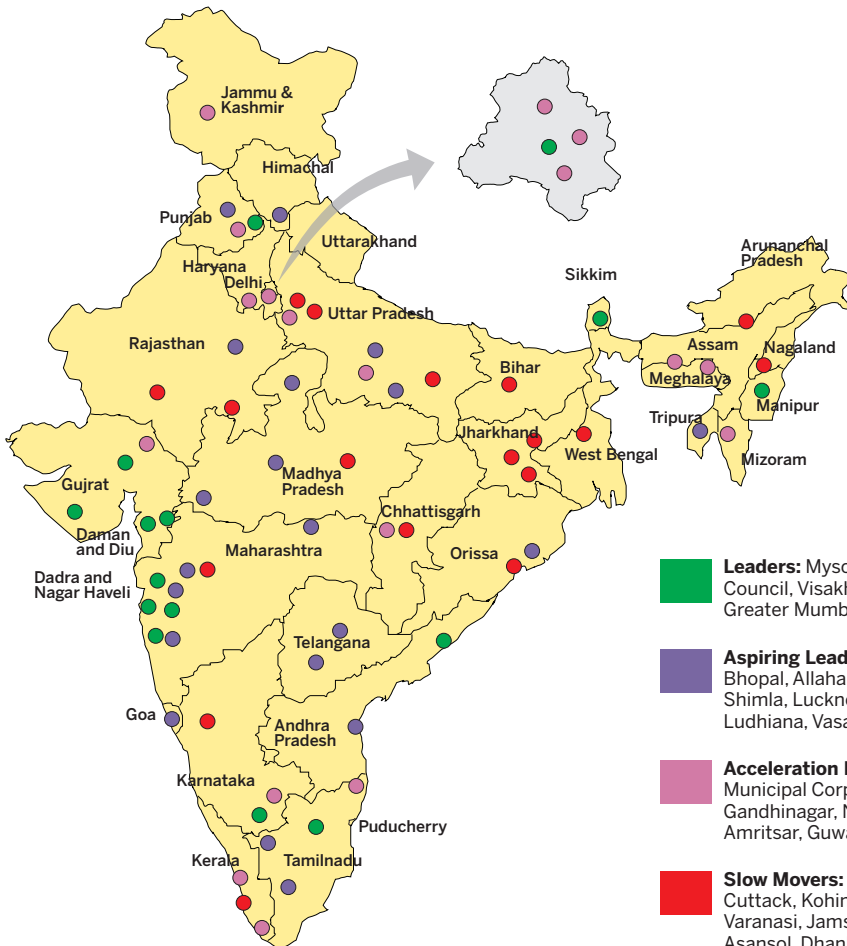 Jammu &
Kashmir
Himachal
Punjab
Uttarakhand
Haryana
Delhi
Arunanchal
Pradesh
Sikkim
Uttar Pradesh
Rajasthan
Assam
Nagaland
Bihar
Meghalaya
Manipur
Tripura
Jharkhand
West Bengal
Mizoram
Madhya
Pradesh
Gujrat
Chhattisgarh
Daman
and Diu
Maharashtra
Orissa
Dadra and
Nagar Haveli
Telangana
Goa
Andhra
Pradesh
Karnataka
Puducherry
Kerala
Tamilnadu
Leaders: Myso
Council, Visakh
Greater Mumb
Aspiring Lead
Bhopal, Allaha
Shimla, Luckn
Ludhiana, Vasa
Acceleration
Municipal Corp
Gandhinagar, N
Amritsar, Guwa
Slow Movers:
Cuttack, Kohin
Varanasi, Jams
Asansol, Dhan